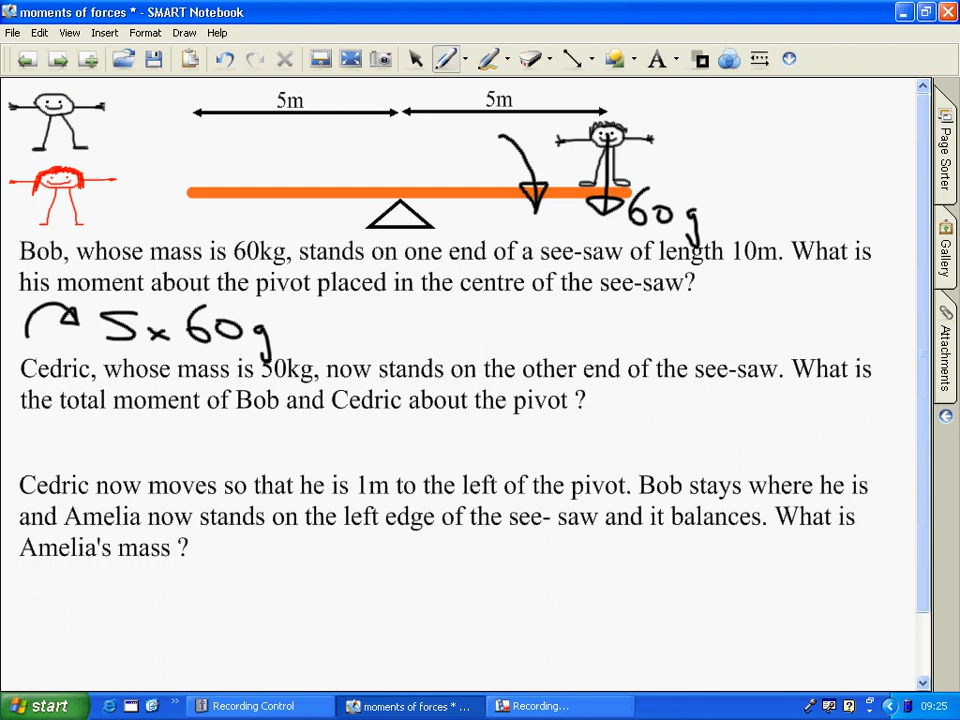 moments of forces * - SMART Notebook
File Edit View Insert Format Draw Help
5m 5m
60g
Bob, whose mass is 60kg, stands on one end of a see-saw of length 10m. What is
his moment about the pivot placed in the centre of the see-saw?
5 x 60g
Cedric, whose mass is 50kg, now stands on the other end of the see-saw. What is
the total moment of Bob and Cedric about the pivot ?
Cedric now moves so that he is 1m to the left of the pivot. Bob stays where he is
and Amelia now stands on the left edge of the see- saw and it balances. What is
Amelia's mass ?
Page Sorter
Gallery
Attachments
start
Recording Control
moments of forces * ...
Recording...
09:25